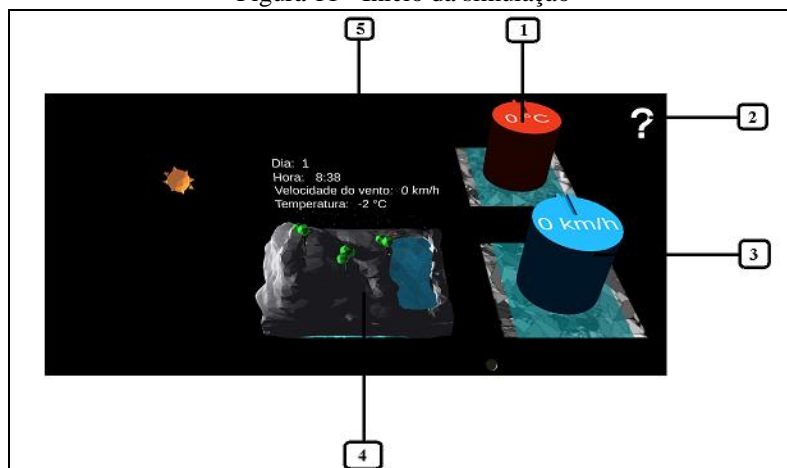 Figura 11 - Início da simulação
5
1
0 °C
?
2
Dia: 1
Hora: 8:38
Velocidade do vento: 0 km/h
Temperatura: -2 °C
0 km/h
3
4